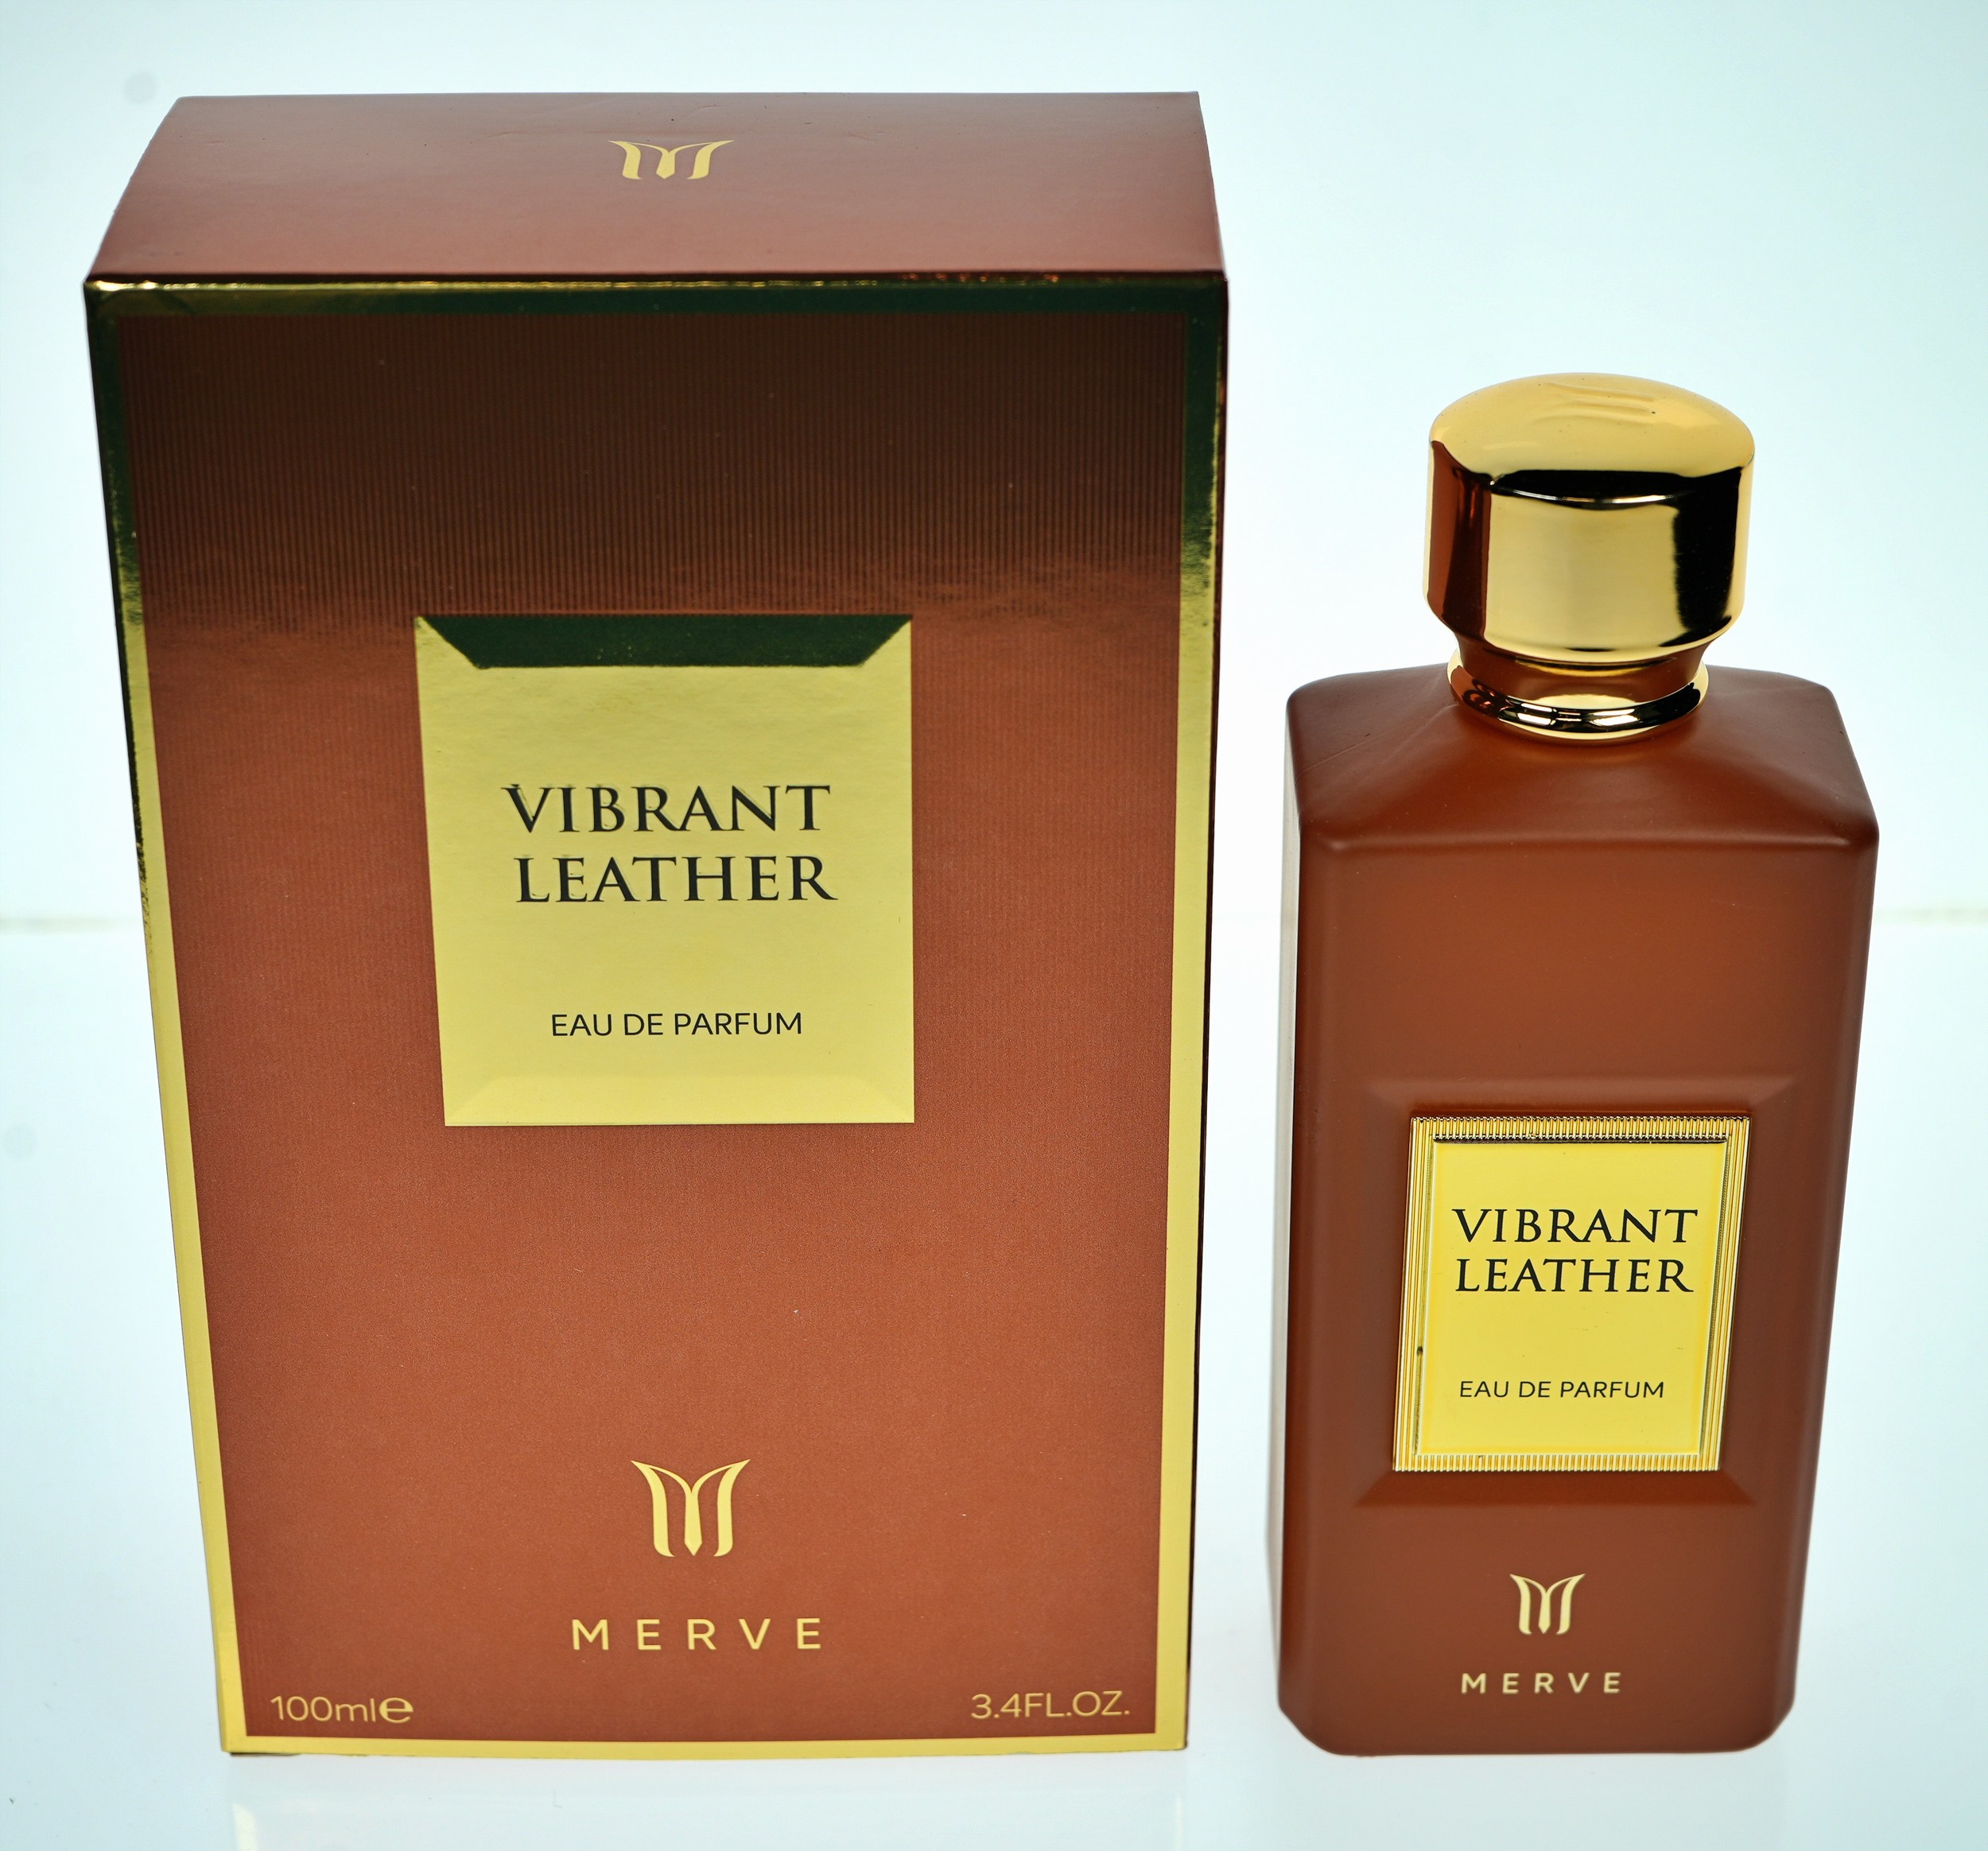 VIBRANT
LEATHER
EAU DE PARFUM
MERVE
100ml℮
3.4FL.OZ.
VIBRANT
LEATHER
EAU DE PARFUM
MERVE